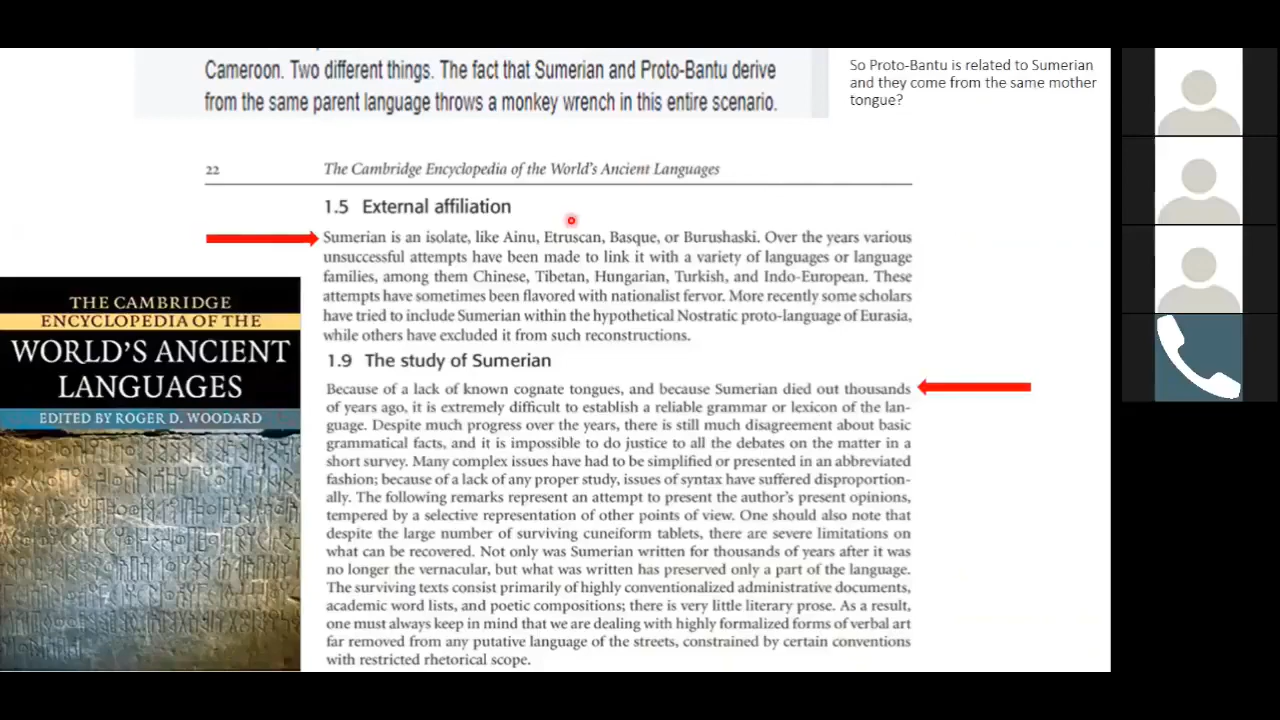 Cameroon. Two different things. The fact that Sumerian and Proto-Bantu derive
from the same parent language throws a monkey wrench in this entire scenario.
So Proto-Bantu is related to Sumerian
and they come from the same mother
tongue?
22 The Cambridge Encyclopedia of the World's Ancient Languages
1.5 External affiliation
Sumerian is an isolate, like Ainu, Etruscan, Basque, or Burushaski. Over the years various
unsuccessful attempts have been made to link it with a variety of languages or language
families, among them Chinese, Tibetan, Hungarian, Turkish, and Indo-European. These
attempts have sometimes been flavored with nationalist fervor. More recently some scholars
have tried to include Sumerian within the hypothetical Nostratic proto-language of Eurasia,
while others have excluded it from such reconstructions.
1.9 The study of Sumerian
Because of a lack of known cognate tongues, and because Sumerian died out thousands
of years ago, it is extremely difficult to establish a reliable grammar or lexicon of the lan-
guage. Despite much progress over the years, there is still much disagreement about basic
grammatical facts, and it is impossible to do justice to all the debates on the matter in a
short survey. Many complex issues have had to be simplified or presented in an abbreviated
fashion; because of a lack of any proper study, issues of syntax have suffered disproportion-
ally. The following remarks represent an attempt to present the author's present opinions,
tempered by a selective representation of other points of view. One should also note that
despite the large number of surviving cuneiform tablets, there are severe limitations on
what can be recovered. Not only was Sumerian written for thousands of years after it was
no longer the vernacular, but what was written has preserved only a part of the language.
The surviving texts consist primarily of highly conventionalized administrative documents,
academic word lists, and poetic compositions; there is very little literary prose. As a result,
one must always keep in mind that we are dealing with highly formalized forms of verbal art
far removed from any putative language of the streets, constrained by certain conventions
with restricted rhetorical scope.
THE CAMBRIDGE
ENCYCLOPEDIA OF THE
WORLD'S ANCIENT
LANGUAGES
EDITED BY ROGER D. WOODARD